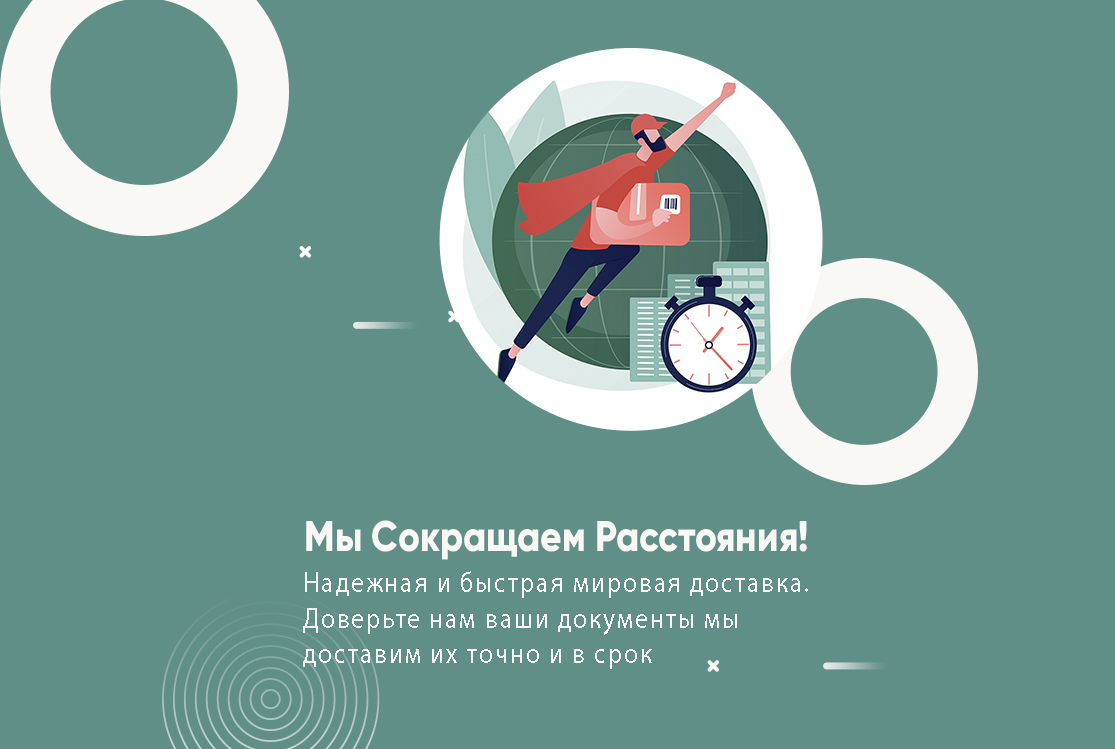 Мы Сокращаем Расстояния!
Надежная и быстрая мировая доставка.
Доверьте нам ваши документы мы
доставим их точно и в срок